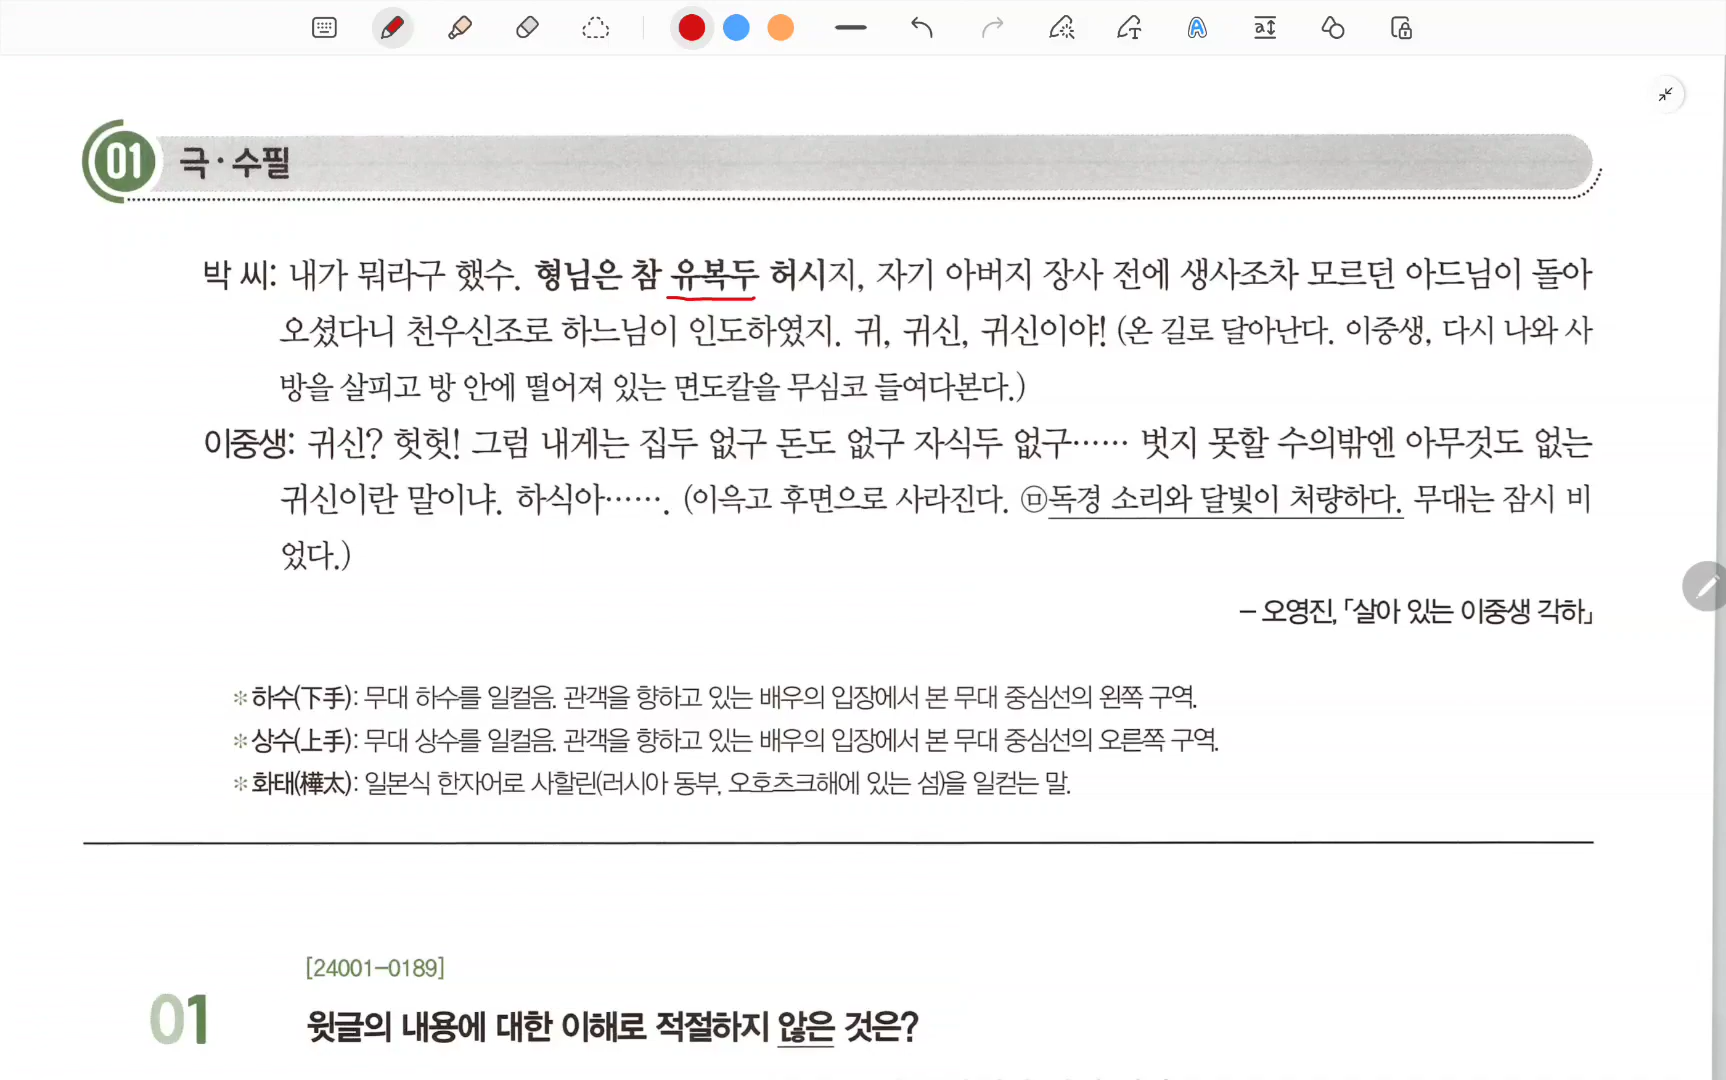 01 극·수필
박 씨: 내가 뭐라구 했수. 형님은 참 유복두 허시지, 자기 아버지 장사 전에 생사조차 모르던 아드님이 돌아
오셨다니 천우신조로 하느님이 인도하였지. 귀, 귀신, 귀신이야! (온 길로 달아난다. 이중생, 다시 나와 사
방을 살피고 방 안에 떨어져 있는 면도칼을 무심코 들여다본다.)
이중생: 귀신? 헛헛! 그럼 내게는 집두 없구 돈도 없구 자식두 없구…… 벗지 못할 수의밖엔 아무것도 없는
귀신이란 말이냐. 하식아……. (이윽고 후면으로 사라진다. ㉤독경 소리와 달빛이 처량하다. 무대는 잠시 비
었다.)
– 오영진, 「살아 있는 이중생 각하」
*하수(下手): 무대 하수를 일컬음. 관객을 향하고 있는 배우의 입장에서 본 무대 중심선의 왼쪽 구역.
*상수(上手): 무대 상수를 일컬음. 관객을 향하고 있는 배우의 입장에서 본 무대 중심선의 오른쪽 구역.
*화태(樺太): 일본식 한자어로 사할린(러시아 동부, 오호츠크해에 있는 섬)을 일컫는 말.
[24001-0189]
01 윗글의 내용에 대한 이해로 적절하지 않은 것은?